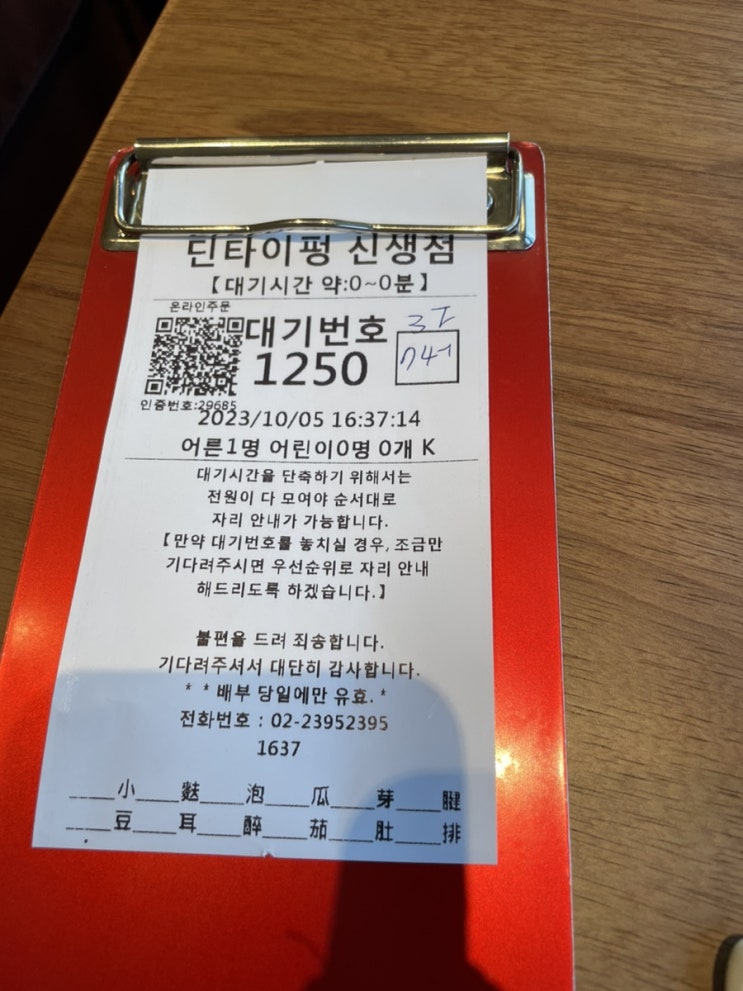 딘타이펑 신생점
【대기시간 약:0~0분】
온라인주문
대기번호
1250
인증번호:29685
2023/10/05 16:37:14
어른1명 어린이0명 0개 K
대기시간을 단축하기 위해서는
전원이 다 모여야 순서대로
자리 안내가 가능합니다.
【만약 대기번호를 놓치실 경우, 조금만
기다려주시면 우선순위로 자리 안내
해드리도록 하겠습니다.】
불편을 드려 죄송합니다.
기다려주셔서 대단히 감사합니다.
* *배부 당일에만 유효.*
전화번호 : 02-23952395
1637
____小____麩____泡____瓜____芽____腱
____豆____耳____醉____茄____肚____排